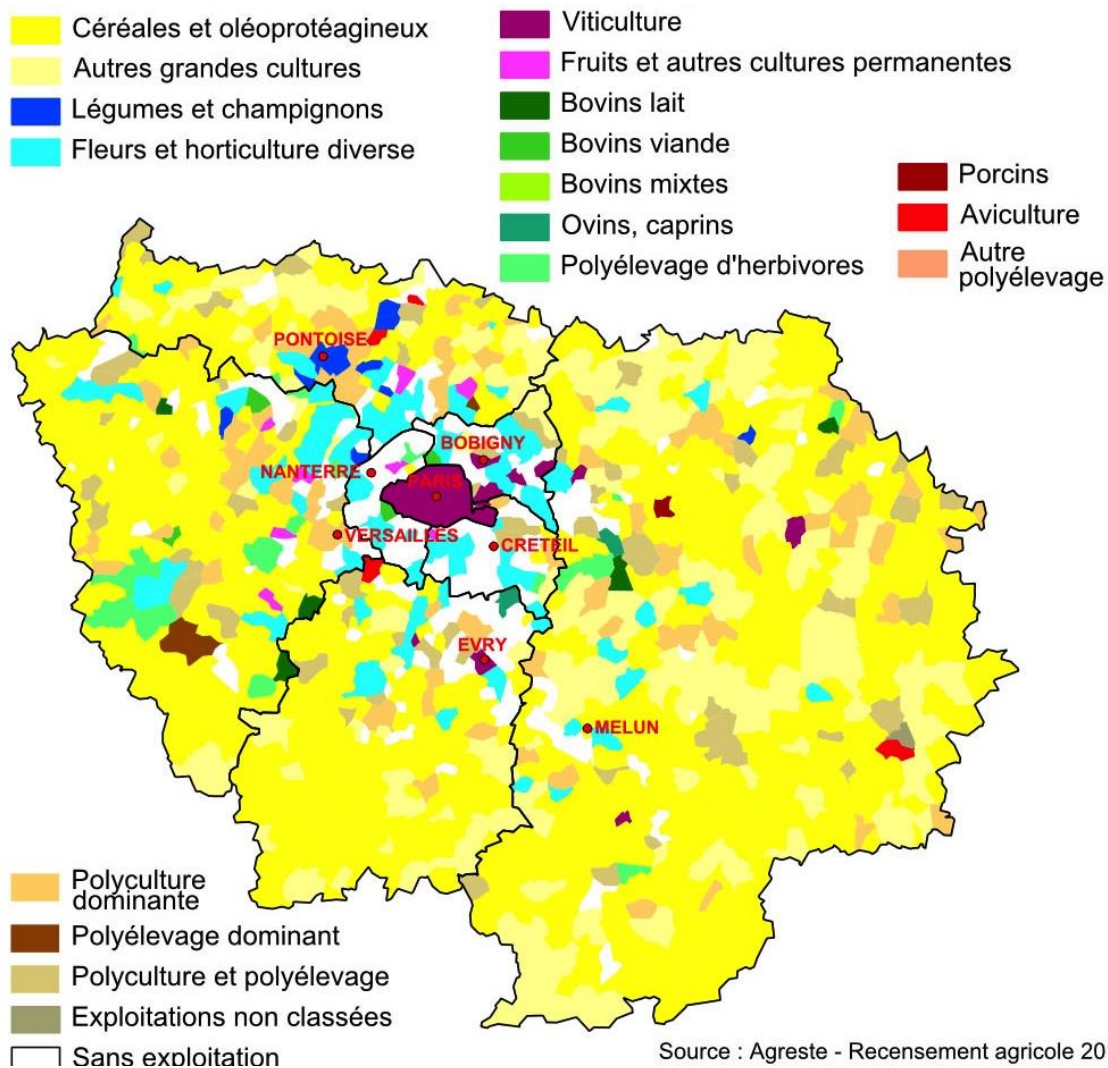 Céréales et oléoprotéagineux
Autres grandes cultures
Légumes et champignons
Fleurs et horticulture diverse
Viticulture
Fruits et autres cultures permanentes
Bovins lait
Bovins viande
Bovins mixtes
Ovins, caprins
Polyélevage d'herbivores
Porcins
Aviculture
Autre
polyélevage
PONTOISE
BOBIGNY
NANTERRE
PARIS
VERSAILLES
CRETEIL
EVRY
MELUN
Polyculture
dominante
Polyélevage dominant
Polyculture et polyélevage
Exploitations non classées
Sans exploitation
Source : Agreste - Recensement agricole 20